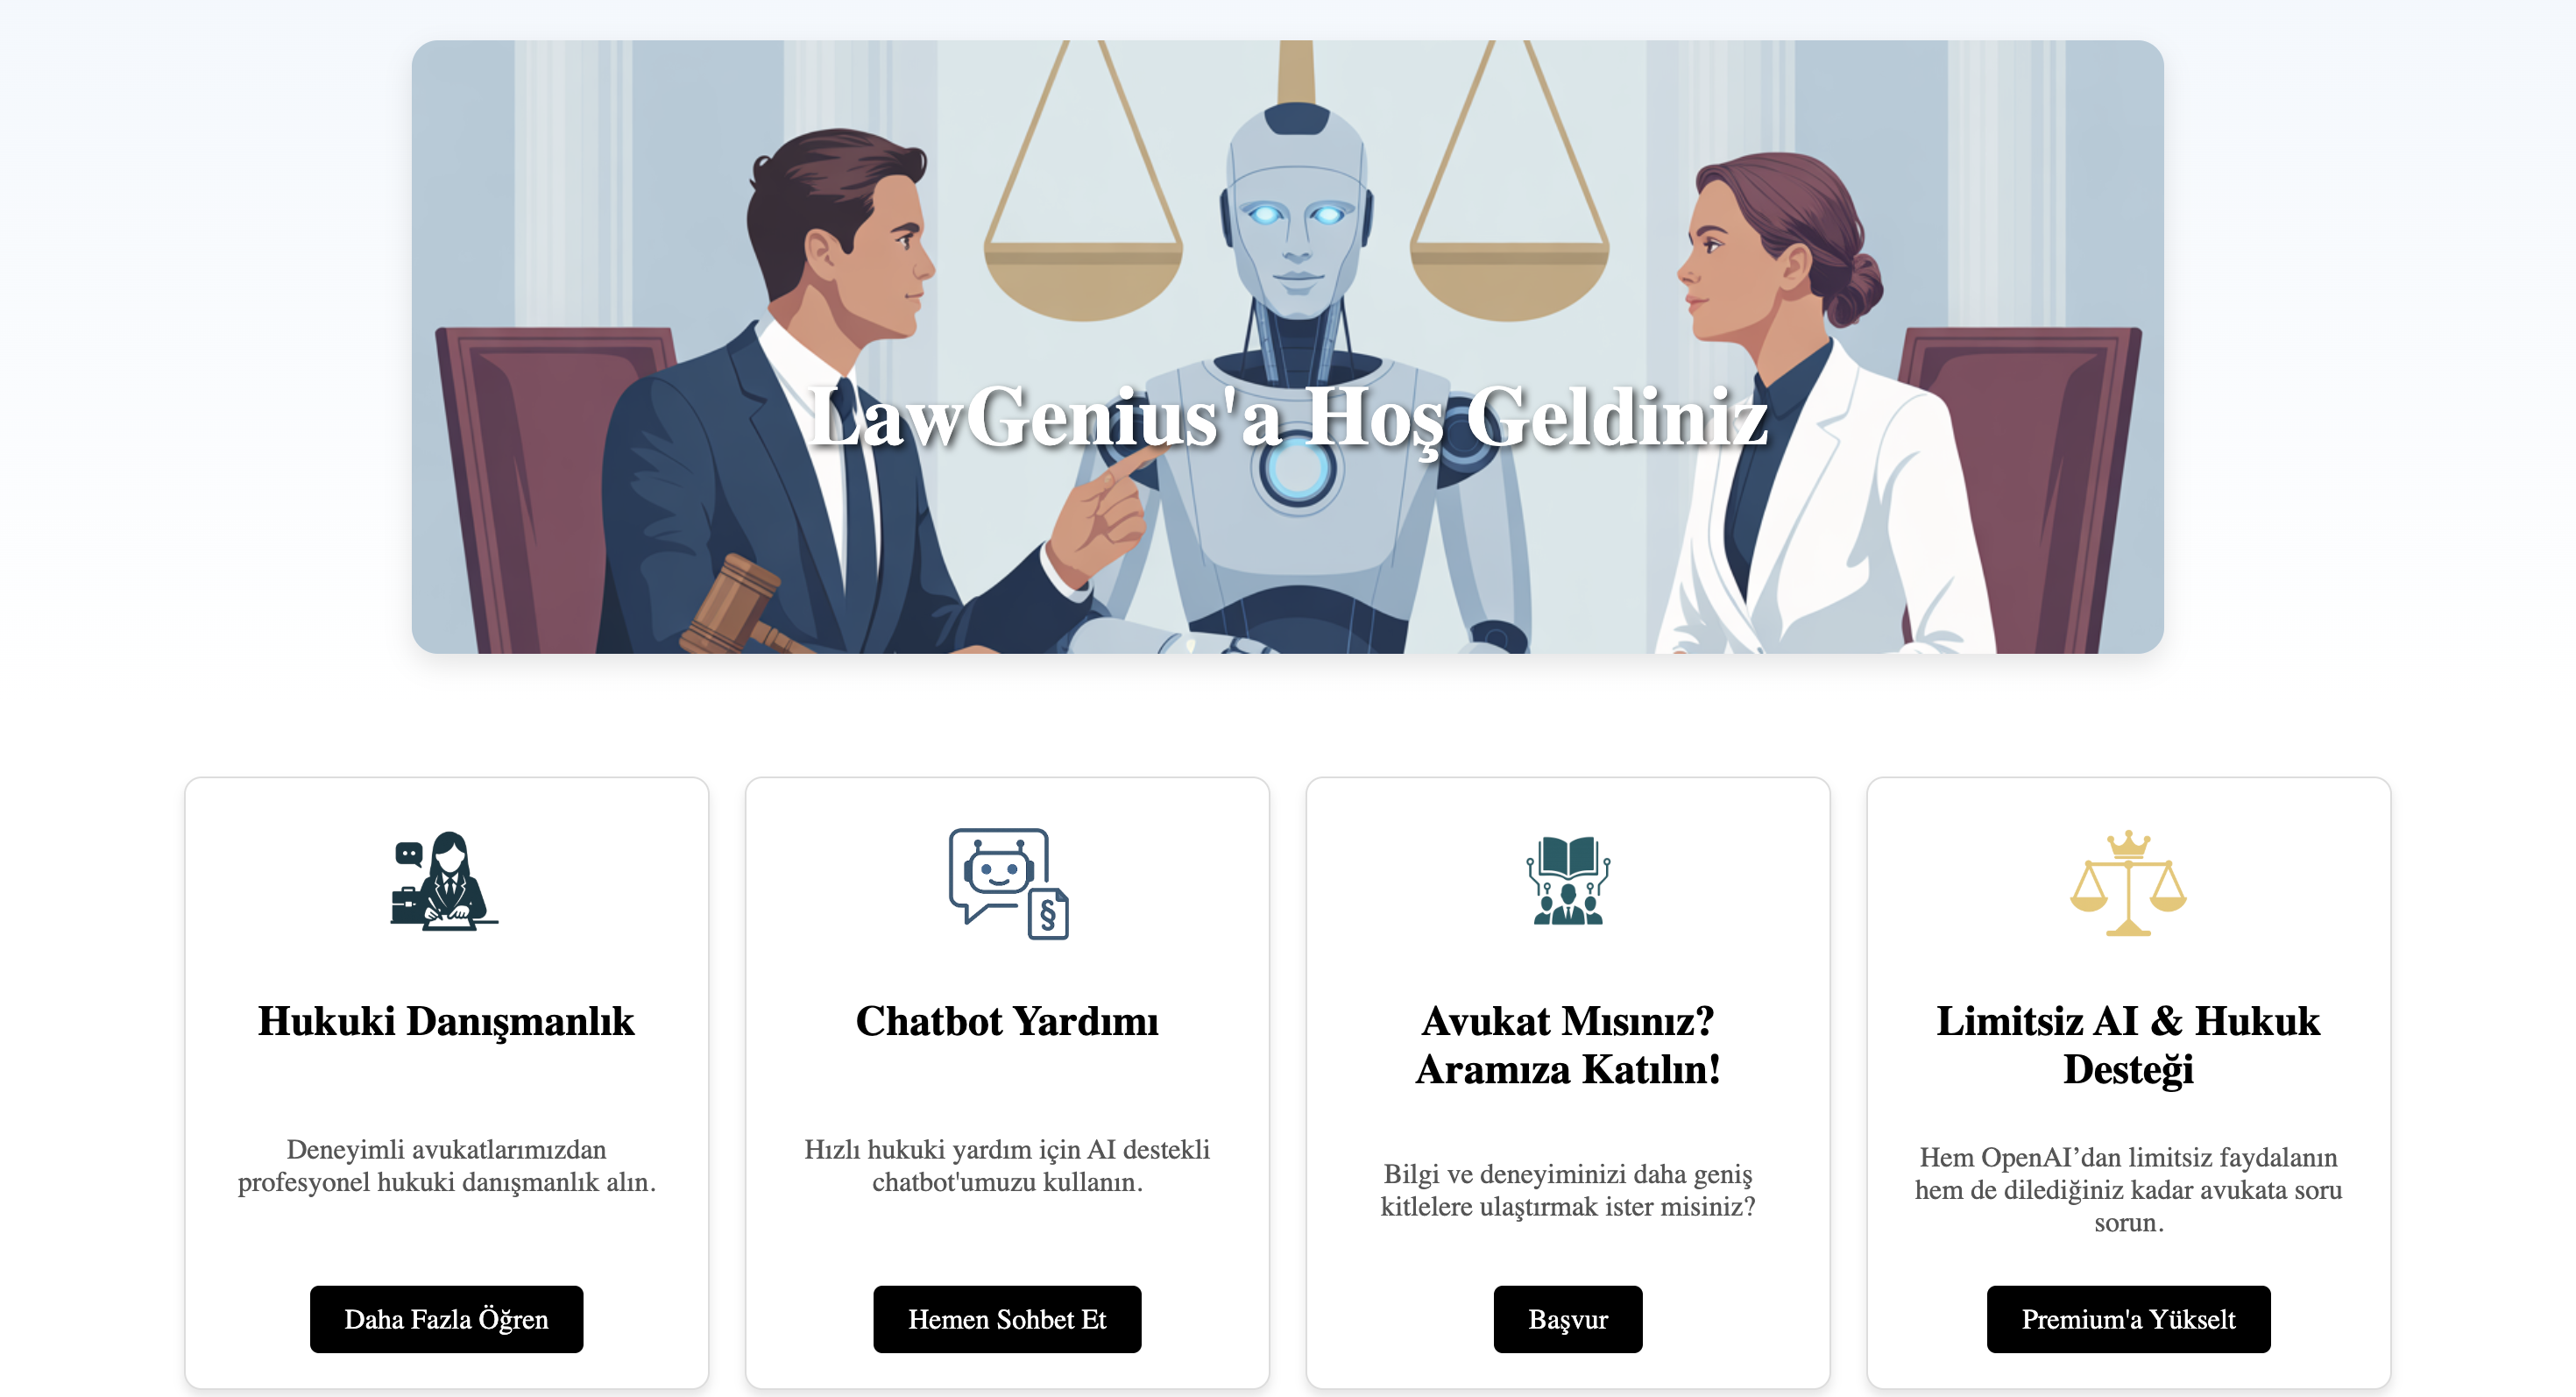 LawGenius'a Hoş Geldiniz
§
Hukuki Danışmanlık
Deneyimli avukatlarımızdan
profesyonel hukuki danışmanlık alın.
Daha Fazla Öğren
Chatbot Yardımı
Hızlı hukuki yardım için AI destekli
chatbot'umuzu kullanın.
Hemen Sohbet Et
Avukat Mısınız?
Aramıza Katılın!
Bilgi ve deneyiminizi daha geniş
kitlelere ulaştırmak ister misiniz?
Başvur
Limitsiz AI & Hukuk
Desteği
Hem OpenAI’dan limitsiz faydalanın
hem de dilediğiniz kadar avukata soru
sorun.
Premium'a Yükselt